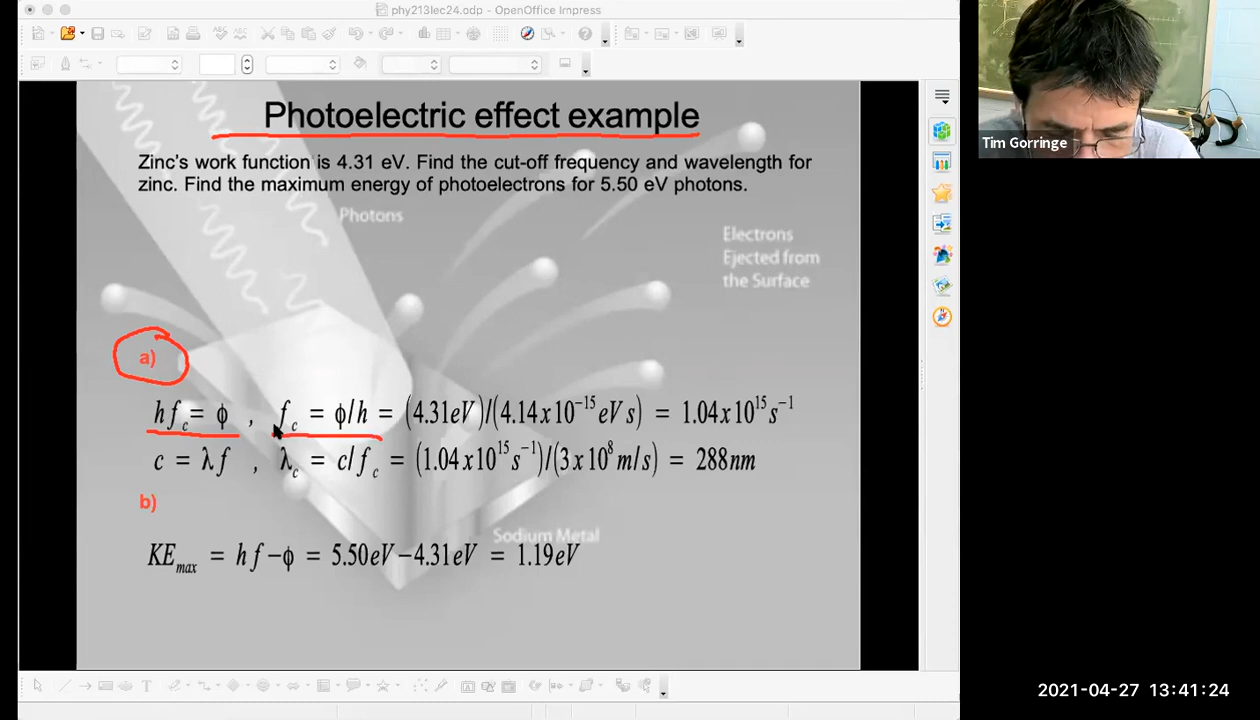 phy213lec24.odp - OpenOffice Impress
Photoelectric effect example
Zinc's work function is 4.31 eV. Find the cut-off frequency and wavelength for
zinc. Find the maximum energy of photoelectrons for 5.50 eV photons.
Photons
Electrons
Ejected from
the Surface
a)
hf_c = ϕ , f_c = ϕ/h = (4.31eV)/(4.14x10^{-15}eVs) = 1.04x10^{15}s^{-1}
c = λf , λ_c = c/f_c = (1.04x10^{15}s^{-1})/(3x10^8m/s) = 288nm
b)
Sodium Metal
KE_{max} = hf−ϕ = 5.50eV−4.31eV = 1.19eV
Tim Gorringe
2021-04-27 13:41:24